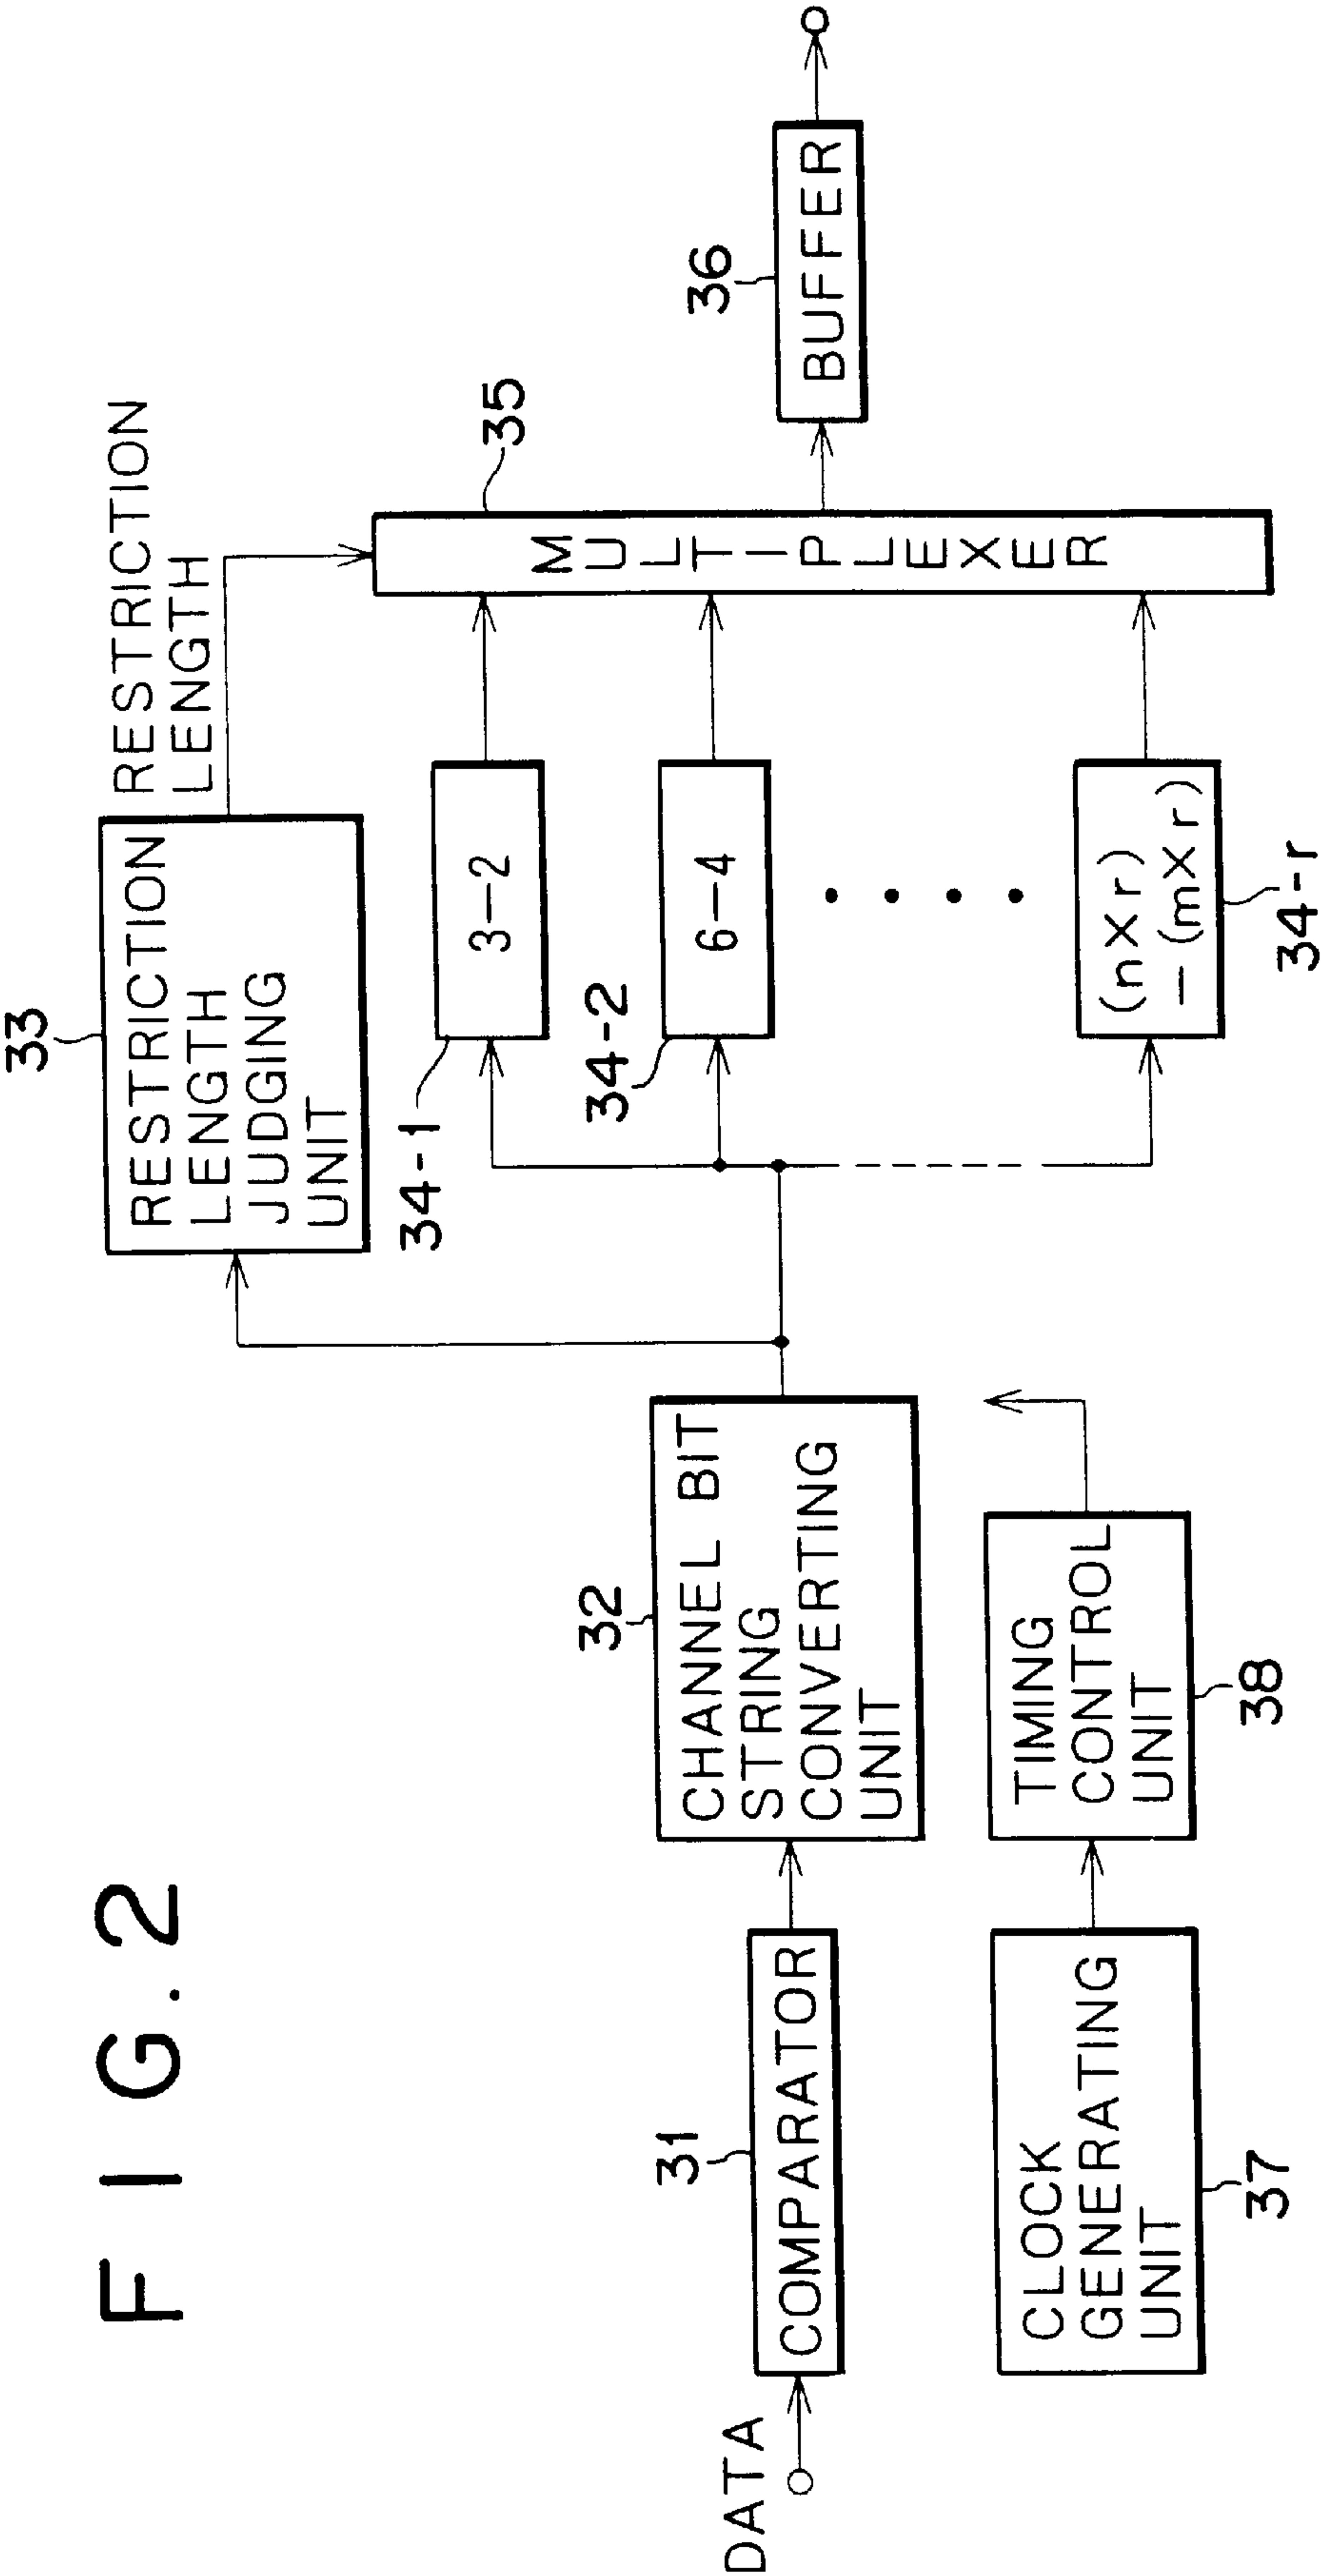 FIG. 2
DATA
31
COMPARATOR
32
CHANNEL BIT
STRING
CONVERTING
UNIT
33
RESTRICTION
LENGTH
JUDGING
UNIT
RESTRICTION
LENGTH
34-1
3-2
34-2
6-4
(n×r)
-(m×r)
34-r
35
MULTIPLEXER
36
BUFFER
37
CLOCK
GENERATING
UNIT
38
TIMING
CONTROL
UNIT